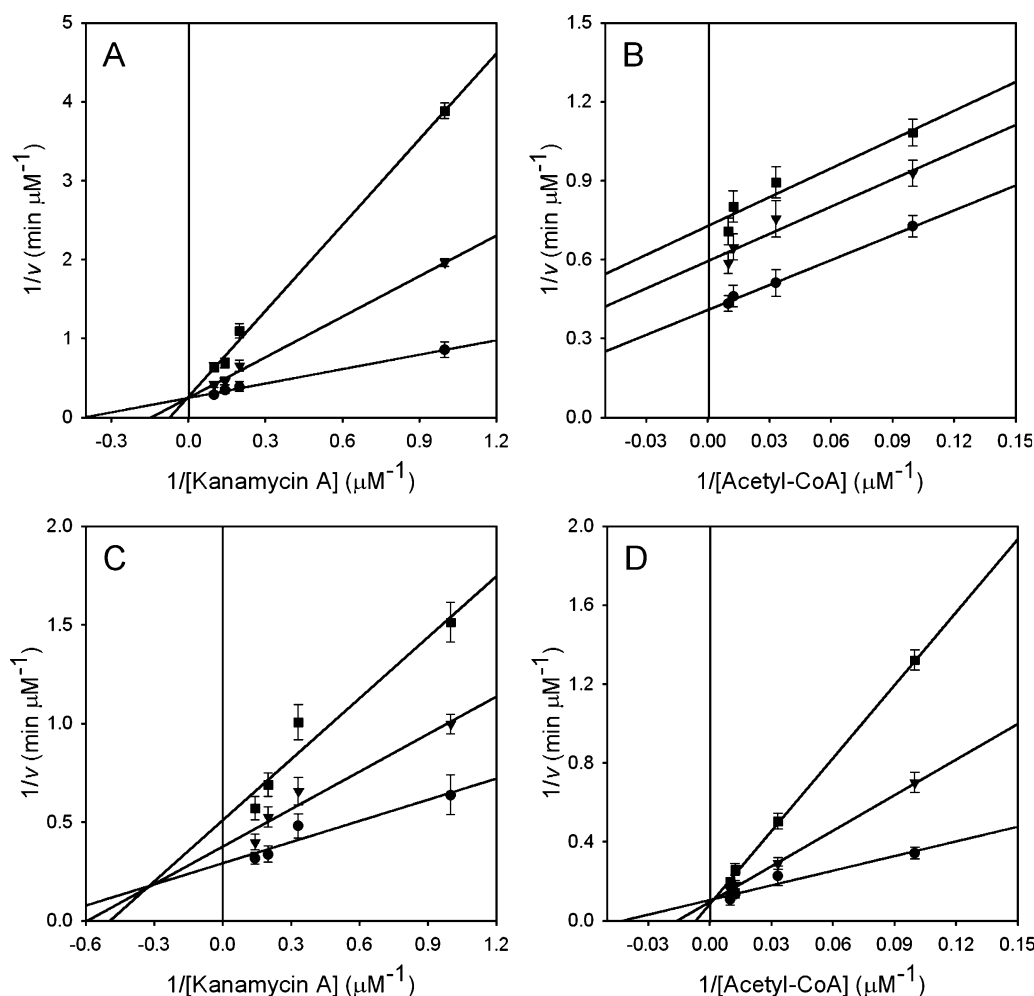 A
5
4
3
2
1
0
1/v (min μM⁻¹)
-0.3 0.0 0.3 0.6 0.9 1.2
1/[Kanamycin A] (μM⁻¹)
B
1.5
1.2
0.9
0.6
0.3
0.0
1/v (min μM⁻¹)
-0.03 0.00 0.03 0.06 0.09 0.12 0.15
1/[Acetyl-CoA] (μM⁻¹)
C
2.0
1.5
1.0
0.5
0.0
1/v (min μM⁻¹)
-0.6 -0.3 0.0 0.3 0.6 0.9 1.2
1/[Kanamycin A] (μM⁻¹)
D
2.0
1.6
1.2
0.8
0.4
0.0
1/v (min μM⁻¹)
-0.03 0.00 0.03 0.06 0.09 0.12 0.15
1/[Acetyl-CoA] (μM⁻¹)